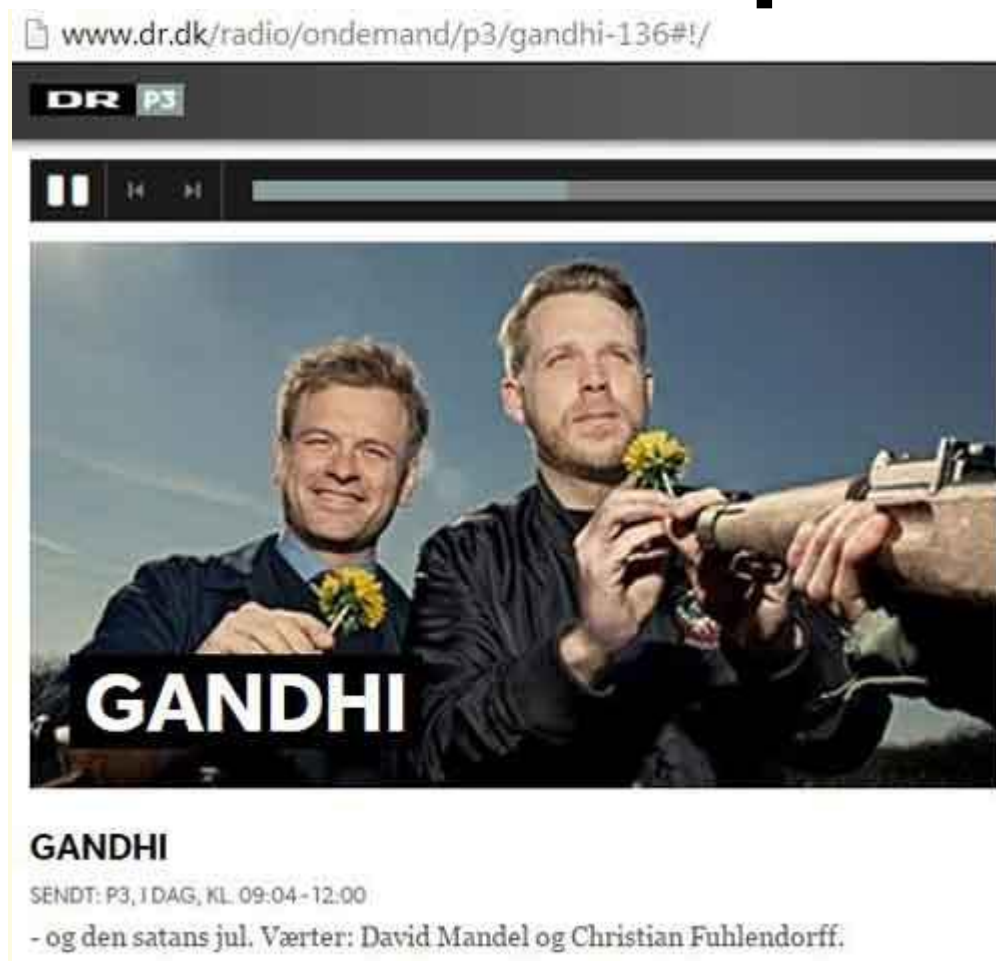 www.dr.dk/radio/ondemand/p3/gandhi-136#!/
DR P3
GANDHI
GANDHI
SENDT: P3, I DAG, KL. 09:04-12:00
- og den satans jul. Værter: David Mandel og Christian Fuhlendorff.